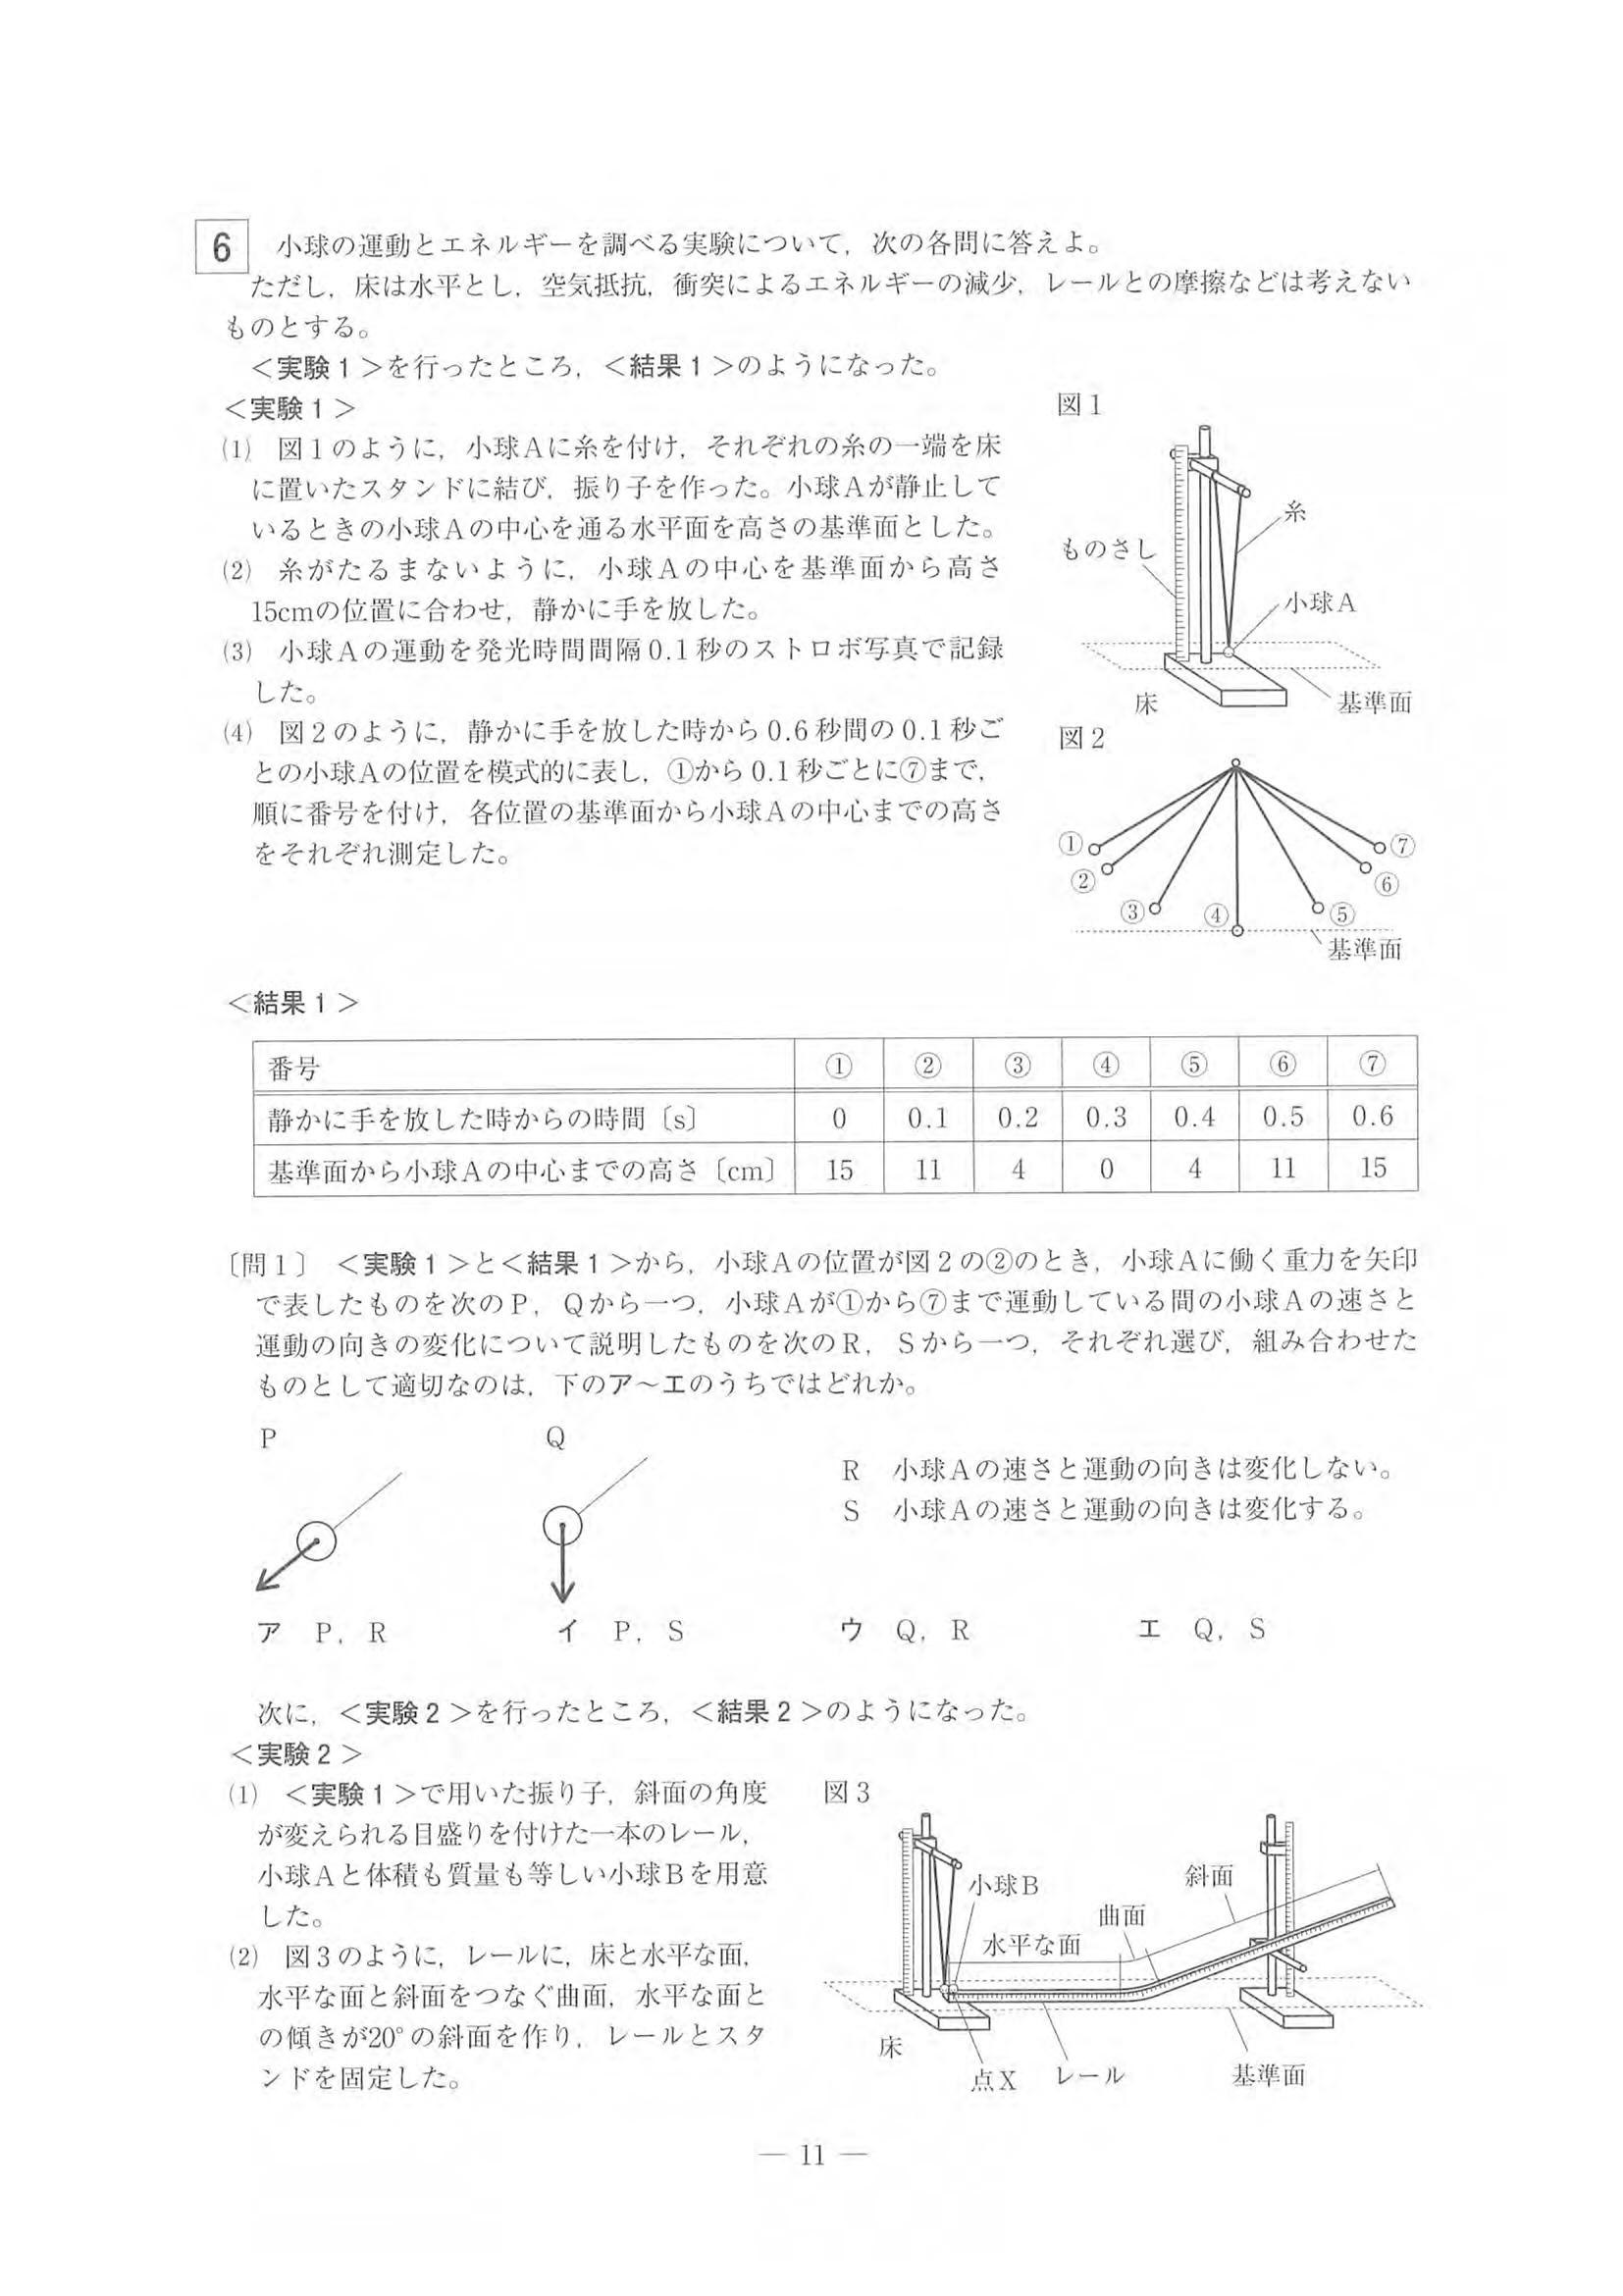 6 小球の運動とエネルギーを調べる実験について，次の各問に答えよ。
ただし，床は水平とし，空気抵抗，衝突によるエネルギーの減少，レールとの摩擦などは考えない
ものとする。
＜実験1＞を行ったところ，＜結果1＞のようになった。
＜実験1＞
(1) 図1のように，小球Aに糸を付け，それぞれの糸の一端を床
に置いたスタンドに結び，振り子を作った。小球Aが静止して
いるときの小球Aの中心を通る水平面を高さの基準面とした。
(2) 糸がたるまないように，小球Aの中心を基準面から高さ
15cmの位置に合わせ，静かに手を放した。
(3) 小球Aの運動を発光時間間隔0.1秒のストロボ写真で記録
した。
(4) 図2のように，静かに手を放した時から0.6秒間の0.1秒ご
との小球Aの位置を模式的に表し，①から0.1秒ごとに⑦まで，
順に番号を付け，各位置の基準面から小球Aの中心までの高さ
をそれぞれ測定した。
図1
糸
ものさし
小球A
床
基準面
図2
①
②
③
④
⑤
⑥
⑦
基準面
＜結果1＞
番号 ① ② ③ ④ ⑤ ⑥ ⑦
静かに手を放した時からの時間〔s〕 0 0.1 0.2 0.3 0.4 0.5 0.6
基準面から小球Aの中心までの高さ〔cm〕 15 11 4 0 4 11 15
〔問1〕 ＜実験1＞と＜結果1＞から，小球Aの位置が図2の②のとき，小球Aに働く重力を矢印
で表したものを次のP，Qから一つ，小球Aが①から⑦まで運動している間の小球Aの速さと
運動の向きの変化について説明したものを次のR，Sから一つ，それぞれ選び，組み合わせた
ものとして適切なのは，下のア～エのうちではどれか。
P
Q
R 小球Aの速さと運動の向きは変化しない。
S 小球Aの速さと運動の向きは変化する。
ア P，R イ P，S ウ Q，R エ Q，S
次に，＜実験2＞を行ったところ，＜結果2＞のようになった。
＜実験2＞
(1) ＜実験1＞で用いた振り子，斜面の角度
が変えられる目盛りを付けた一本のレール，
小球Aと体積も質量も等しい小球Bを用意
した。
(2) 図3のように，レールに，床と水平な面，
水平な面と斜面をつなぐ曲面，水平な面と
の傾きが20°の斜面を作り，レールとスタ
ンドを固定した。
図3
小球B
斜面
曲面
水平な面
床
点X
レール
基準面
— 11 —